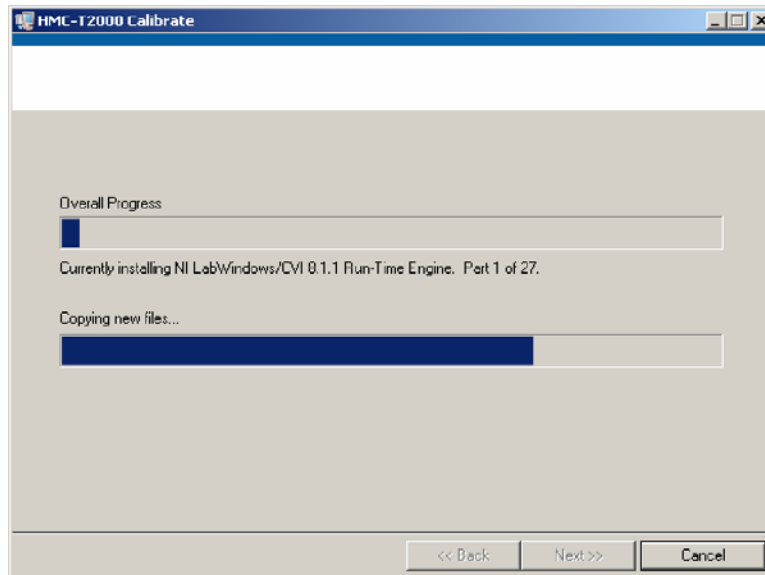 HMC-T2000 Calibrate
Overall Progress
Currently installing NI LabWindows/CVI 8.1.1 Run-Time Engine. Part 1 of 27.
Copying new files...
<< Back
Next >>
Cancel